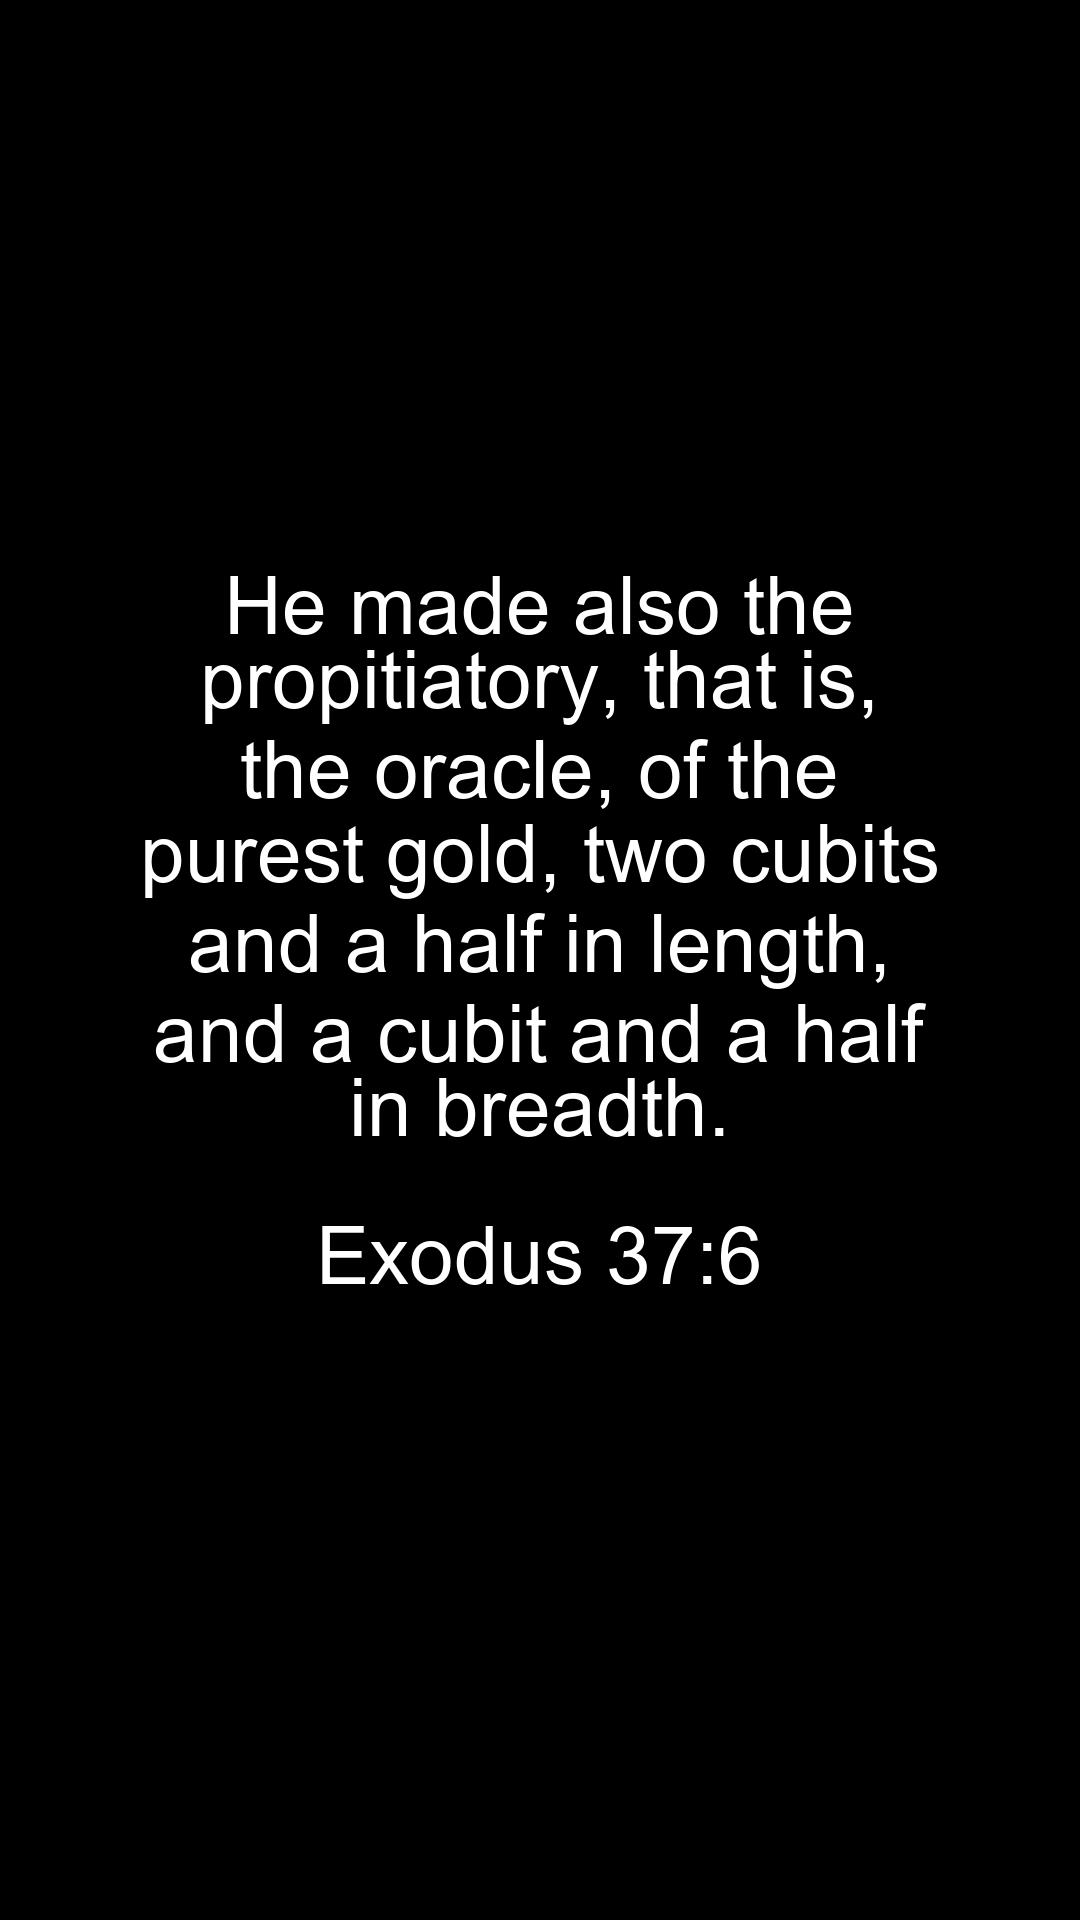 He made also the
propitiatory, that is,
the oracle, of the
purest gold, two cubits
and a half in length,
and a cubit and a half
in breadth.
Exodus 37:6